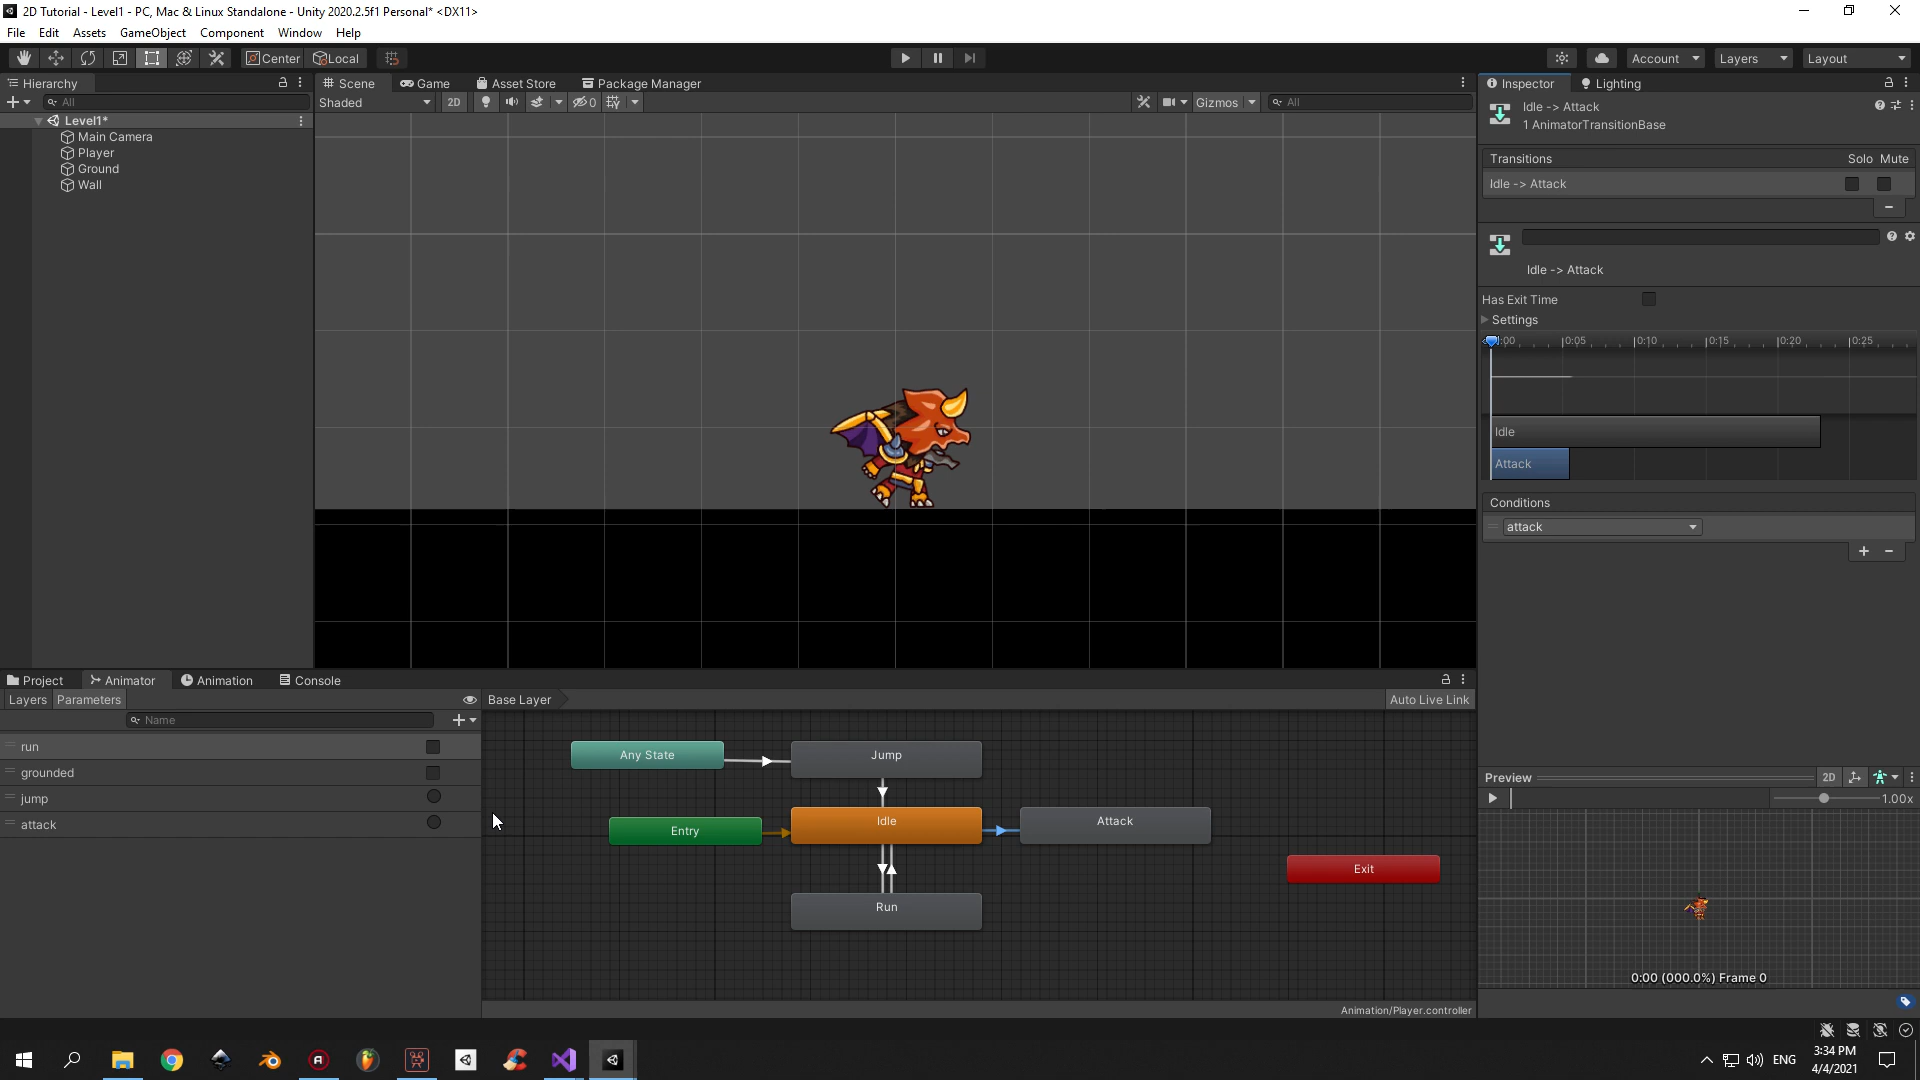 2D Tutorial - Level1 - PC, Mac & Linux Standalone - Unity 2020.2.5f1 Personal* <DX11>
File Edit Assets GameObject Component Window Help
Center Local Account Layers Layout
Hierarchy
All
Level1*
Main Camera
Player
Ground
Wall
Scene Game Asset Store Package Manager
Shaded 2D 0 Gizmos All
Inspector Lighting
Idle -> Attack
1 AnimatorTransitionBase
Transitions Solo Mute
Idle -> Attack
Idle -> Attack
Has Exit Time
Settings
:00 0:05 0:10 0:15 0:20 0:25
Idle
Attack
Conditions
attack
Project Animator Animation Console
Layers Parameters Base Layer Auto Live Link
Name
run
grounded
jump
attack
Any State Jump
Entry Idle Attack
Exit
Run
Animation/Player.controller
Preview 2D
1.00x
0:00 (000.0%) Frame 0
ENG
3:34 PM
4/4/2021